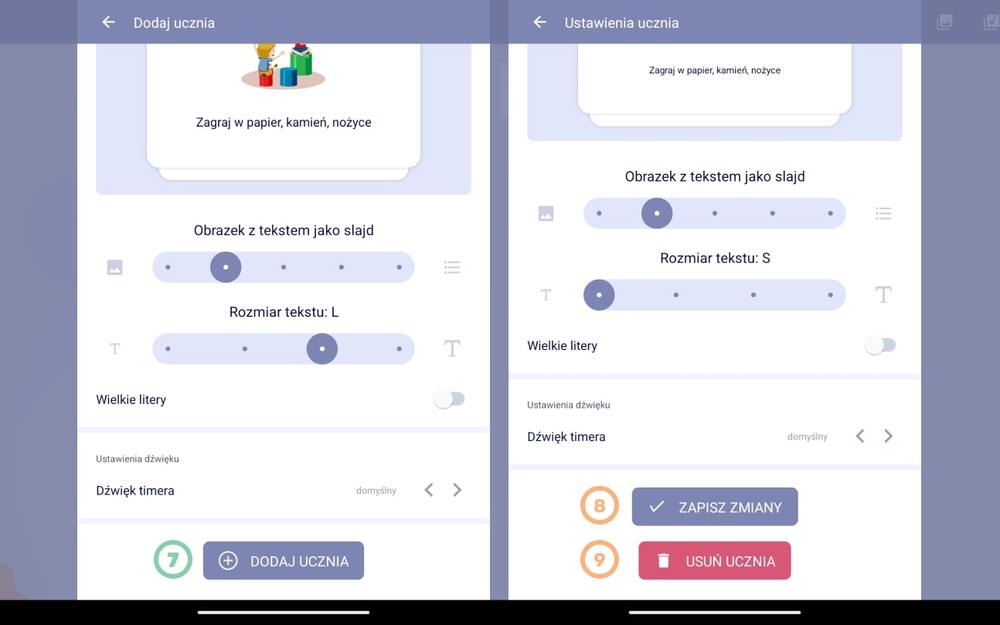 Dodaj ucznia
Zagraj w papier, kamień, nożyce
Obrazek z tekstem jako slajd
Rozmiar tekstu: L
T
T
Wielkie litery
Ustawienia dźwięku
Dźwięk timera
domyślny
7
DODAJ UCZNIA
Ustawienia ucznia
Zagraj w papier, kamień, nożyce
Obrazek z tekstem jako slajd
Rozmiar tekstu: S
T
T
Wielkie litery
Ustawienia dźwięku
Dźwięk timera
domyślny
8
ZAPISZ ZMIANY
9
USUŃ UCZNIA